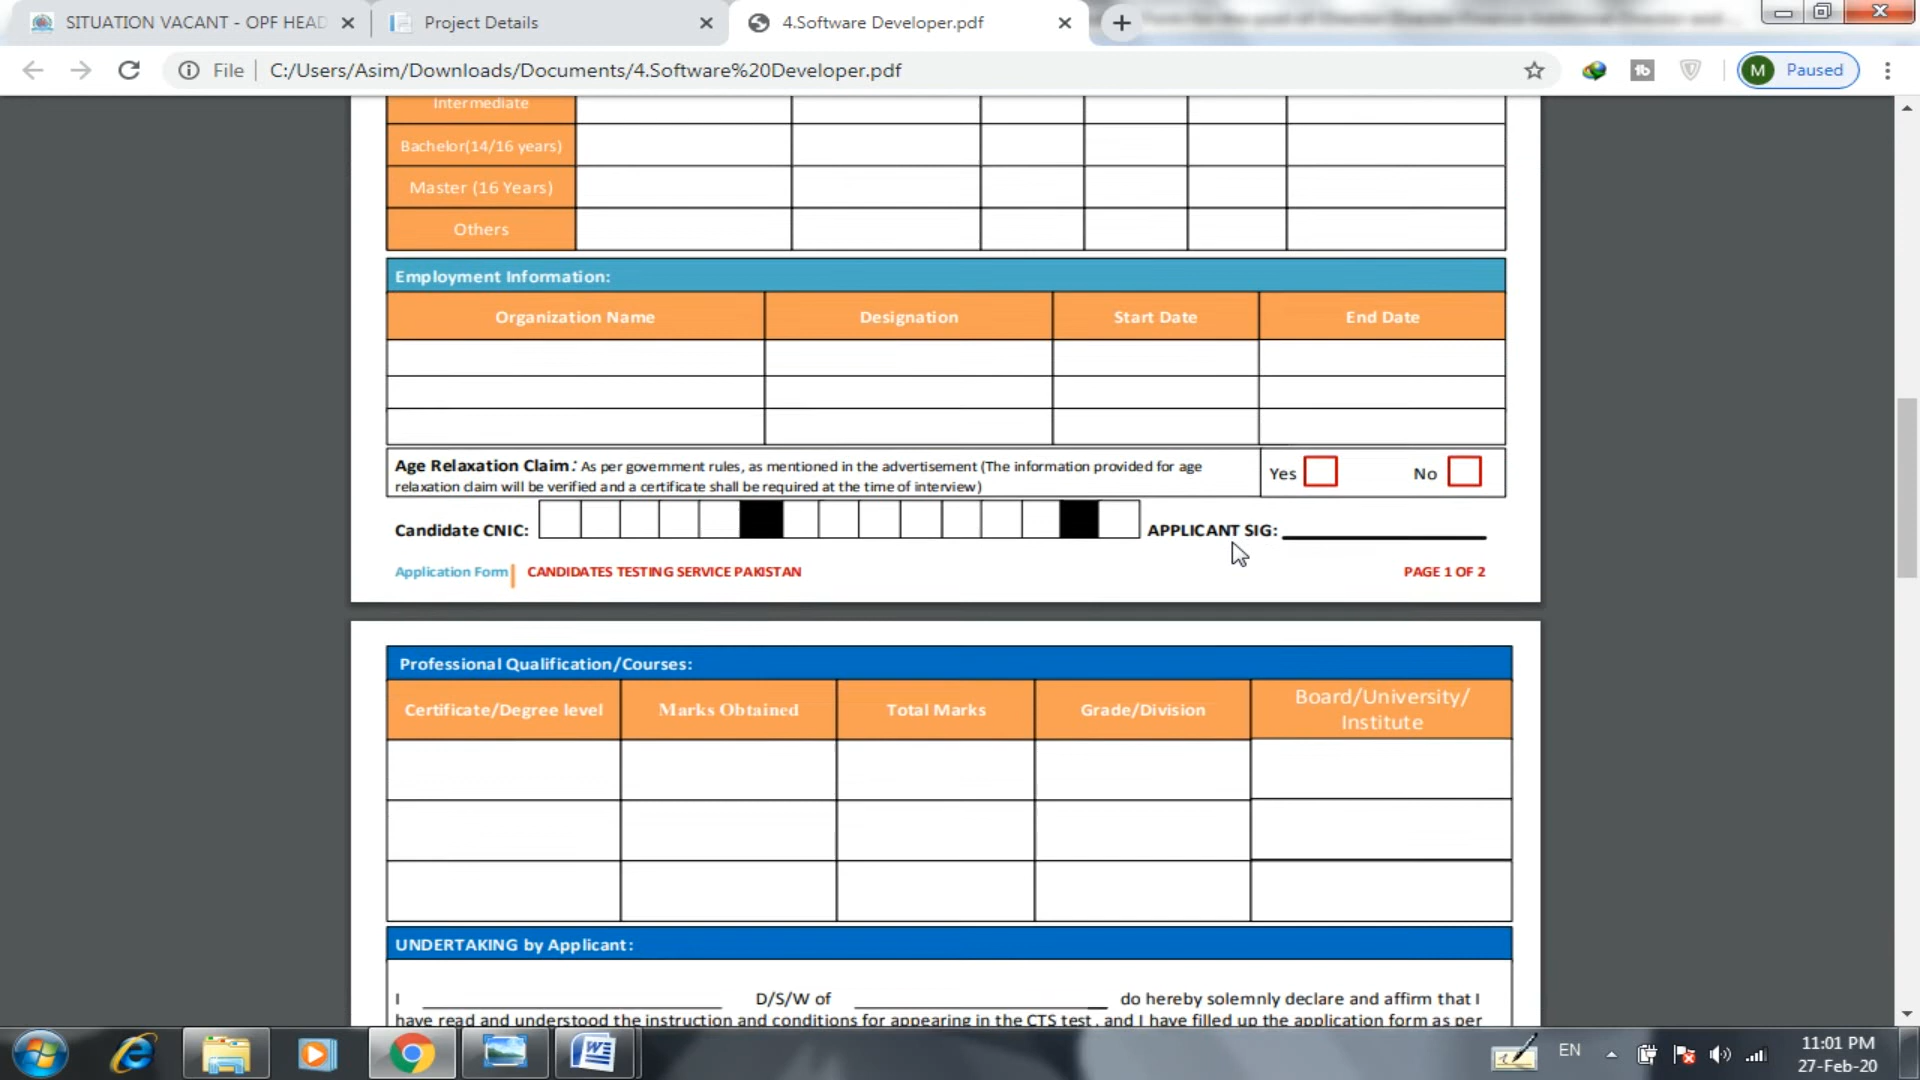 SITUATION VACANT - OPF HEAD
Project Details
4.Software Developer.pdf
File
C:/Users/Asim/Downloads/Documents/4.Software%20Developer.pdf
M Paused
Intermediate
Bachelor(14/16 years)
Master (16 Years)
Others
Employment Information:
Organization Name
Designation
Start Date
End Date
Age Relaxation Claim: As per government rules, as mentioned in the advertisement (The information provided for age
relaxation claim will be verified and a certificate shall be required at the time of interview)
Yes
No
Candidate CNIC:
APPLICANT SIG:
Application Form
CANDIDATES TESTING SERVICE PAKISTAN
PAGE 1 OF 2
Professional Qualification/Courses:
Certificate/Degree level
Marks Obtained
Total Marks
Grade/Division
Board/University/
Institute
UNDERTAKING by Applicant:
I ____ D/S/W of ____ do hereby solemnly declare and affirm that I
have read and understood the instruction and conditions for appearing in the CTS test, and I have filled up the application form as per
EN
11:01 PM
27-Feb-20